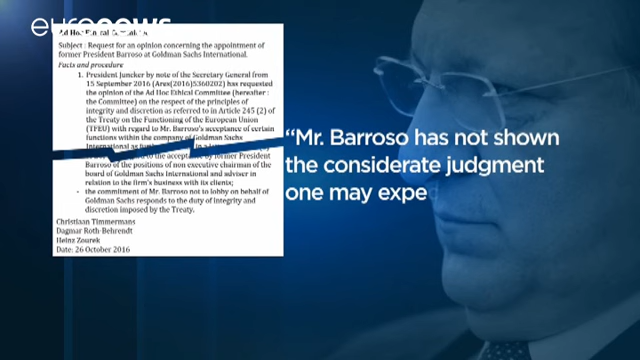 euronews.
Subject : Request for an opinion concerning the appointment of
former President Barroso at Goldman Sachs International.
Facts and procedure
1. President Juncker by note of the Secretary General from
15 September 2016 (Ares(2016)5360202) has requested
the opinion of the Ad Hoc Ethical Committee (hereafter :
the Committee) on the respect of the principles of
integrity and discretion as referred to in Article 245 (2) of
the Treaty on the Functioning of the European Union
(TFEU) with regard to Mr. Barroso's acceptance of certain
functions within the company of Goldman Sachs
International as
the acceptance by former President
Barroso of the positions of non executive chairman of the
board of Goldman Sachs International and adviser in
relation to the firm's business with its clients;
- the commitment of Mr. Barroso not to lobby on behalf of
Goldman Sachs responds to the duty of integrity and
discretion imposed by the Treaty.
Christiaan Timmermans
Dagmar Roth-Behrendt
Heinz Zourek
Date: 26 October 2016
“Mr. Barroso has not shown
the considerate judgment
one may expe